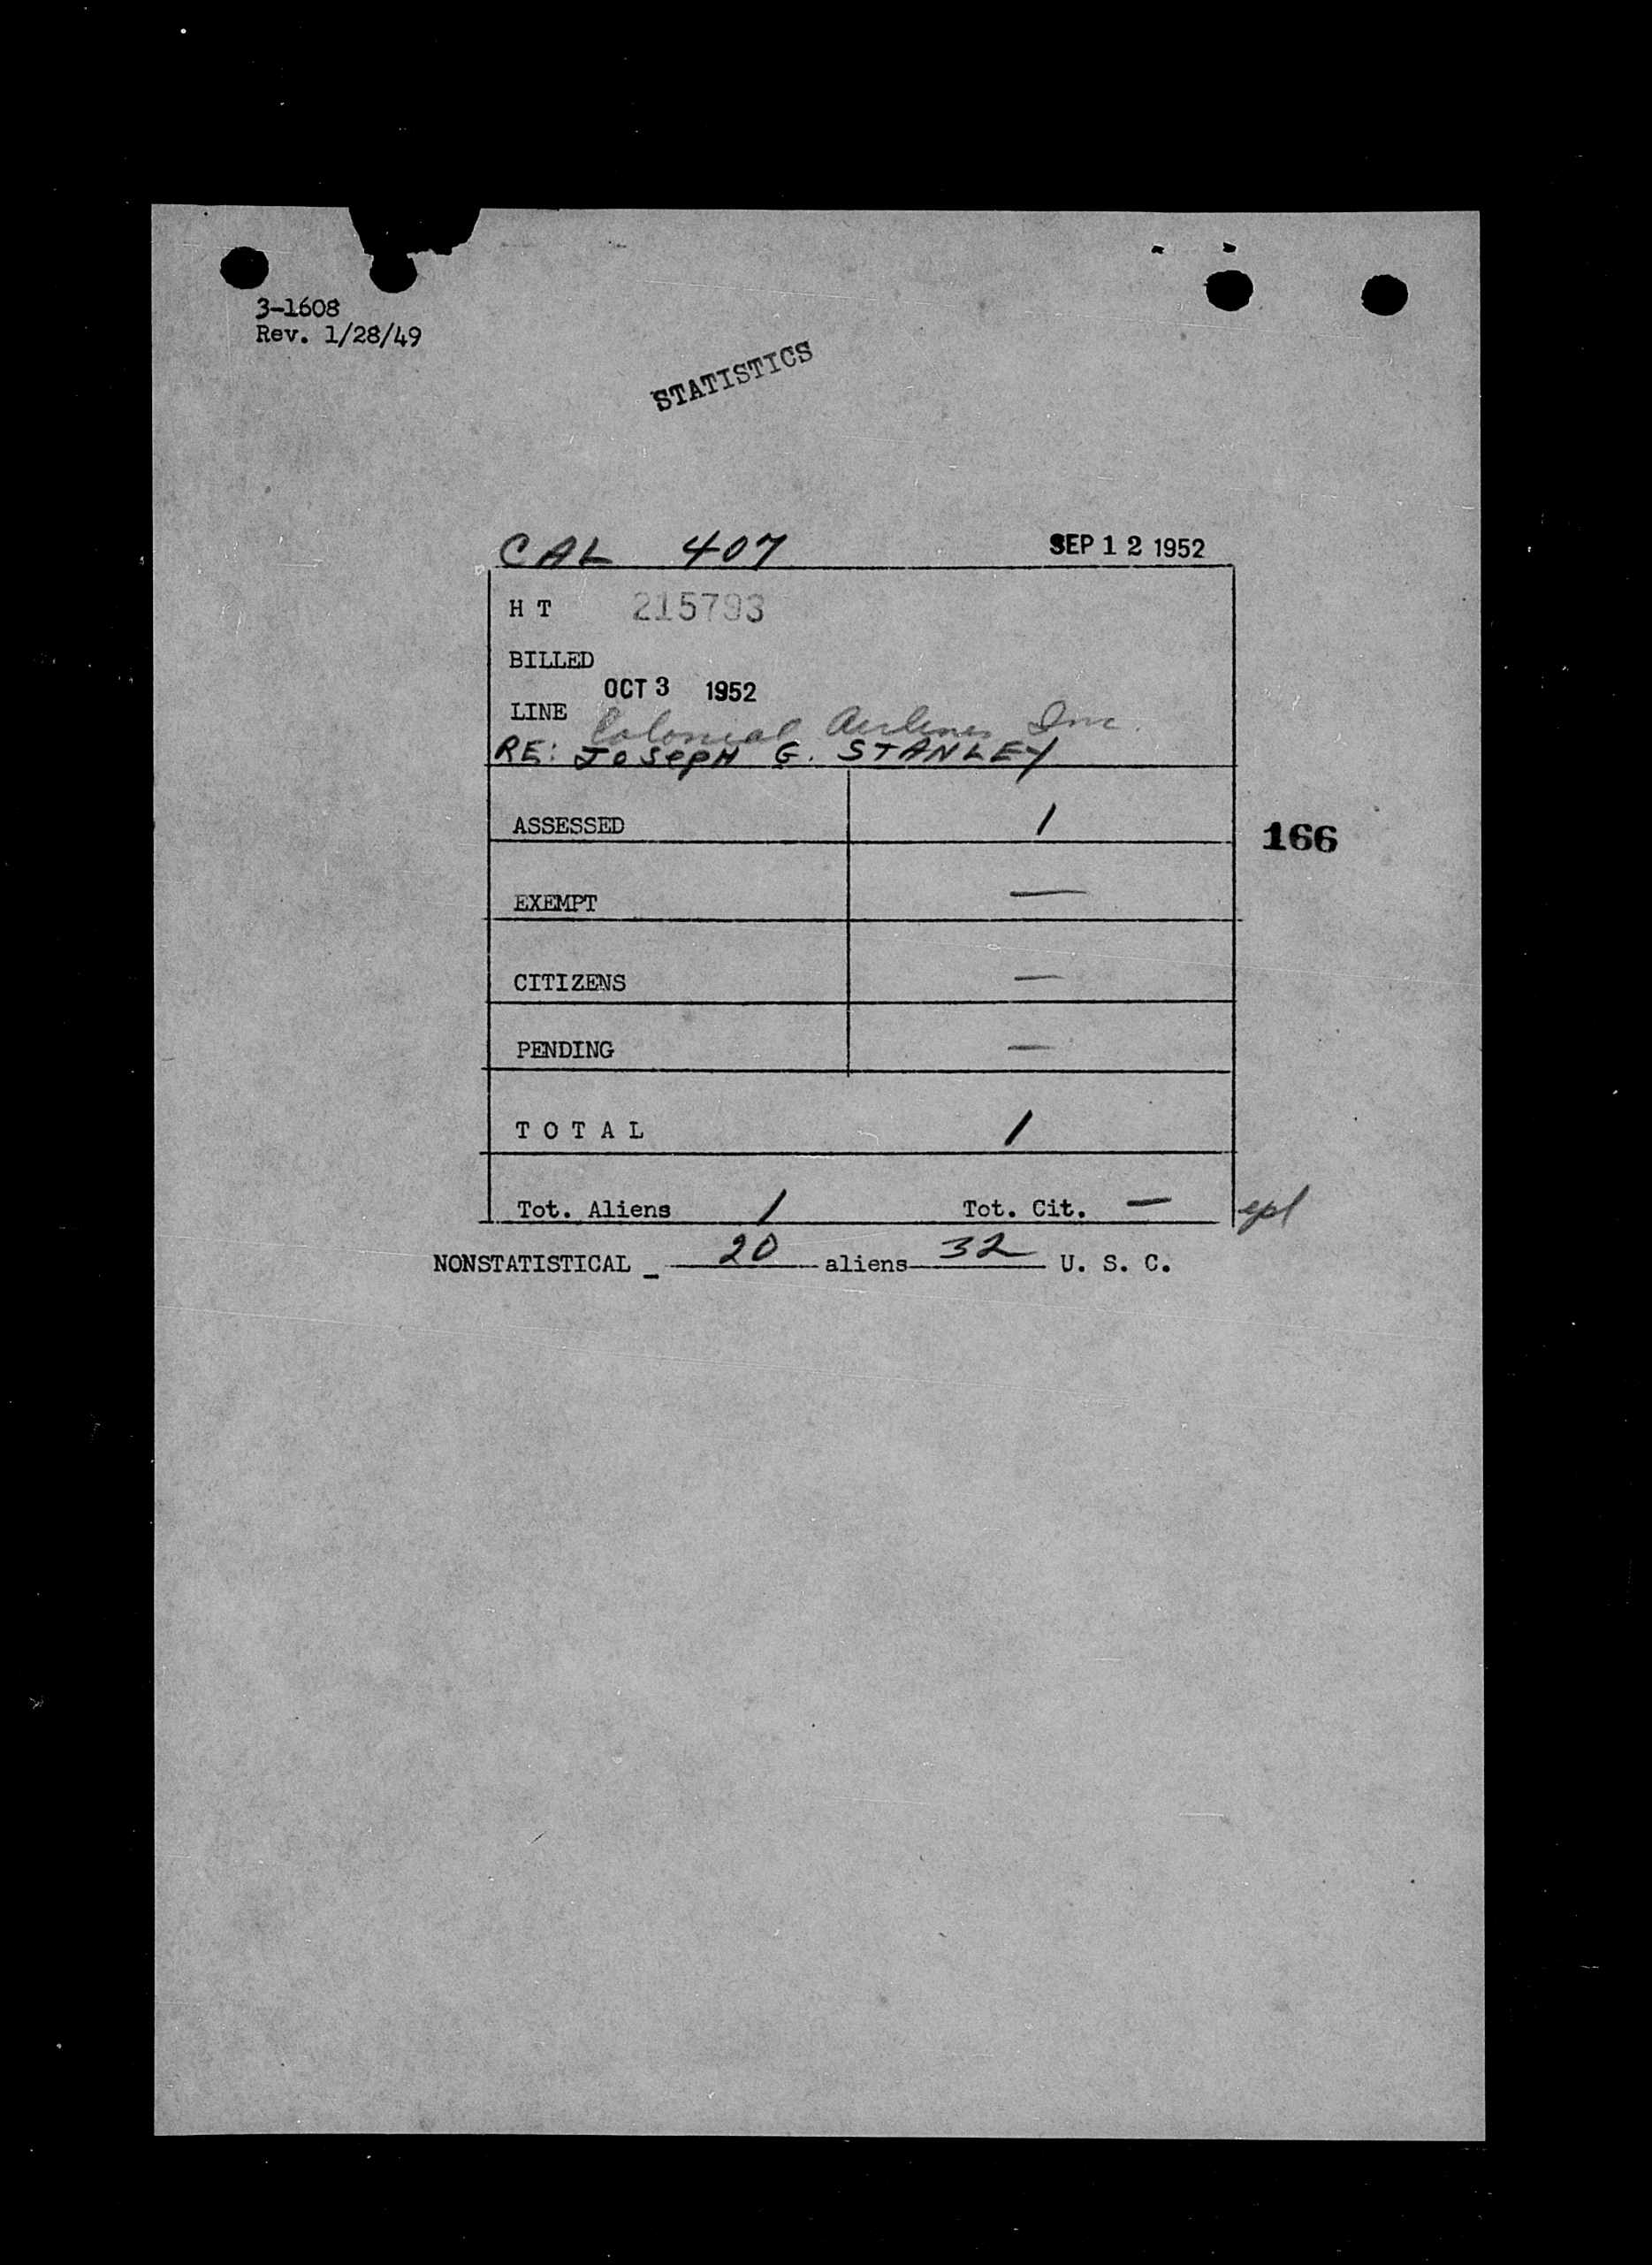 3-1608
Rev. 1/28/49
STATISTICS
CAL 407 SEP 12 1952
H T 215793
BILLED
OCT 3 1952
LINE Colonial Airlines Inc.
RE: JOSEPH G. STANLEY
ASSESSED 1
166
EXEMPT —
CITIZENS —
PENDING —
T O T A L 1
Tot. Aliens 1 Tot. Cit. —
NONSTATISTICAL _ 20 aliens 32 U. S. C.